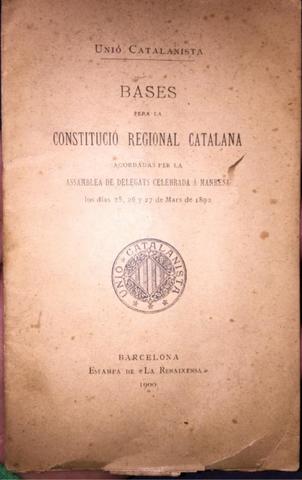 Unió Catalanista
BASES
PERA LA
CONSTITUCIÓ REGIONAL CATALANA
ACORDADAS PER LA
ASSAMBLEA DE DELEGATS CELEBRADA Á MANRESA
los días 25, 26 y 27 de Mars de 1892
UNIÓ CATALANISTA
BARCELONA
Estampa de «La Renaixensa»
1900